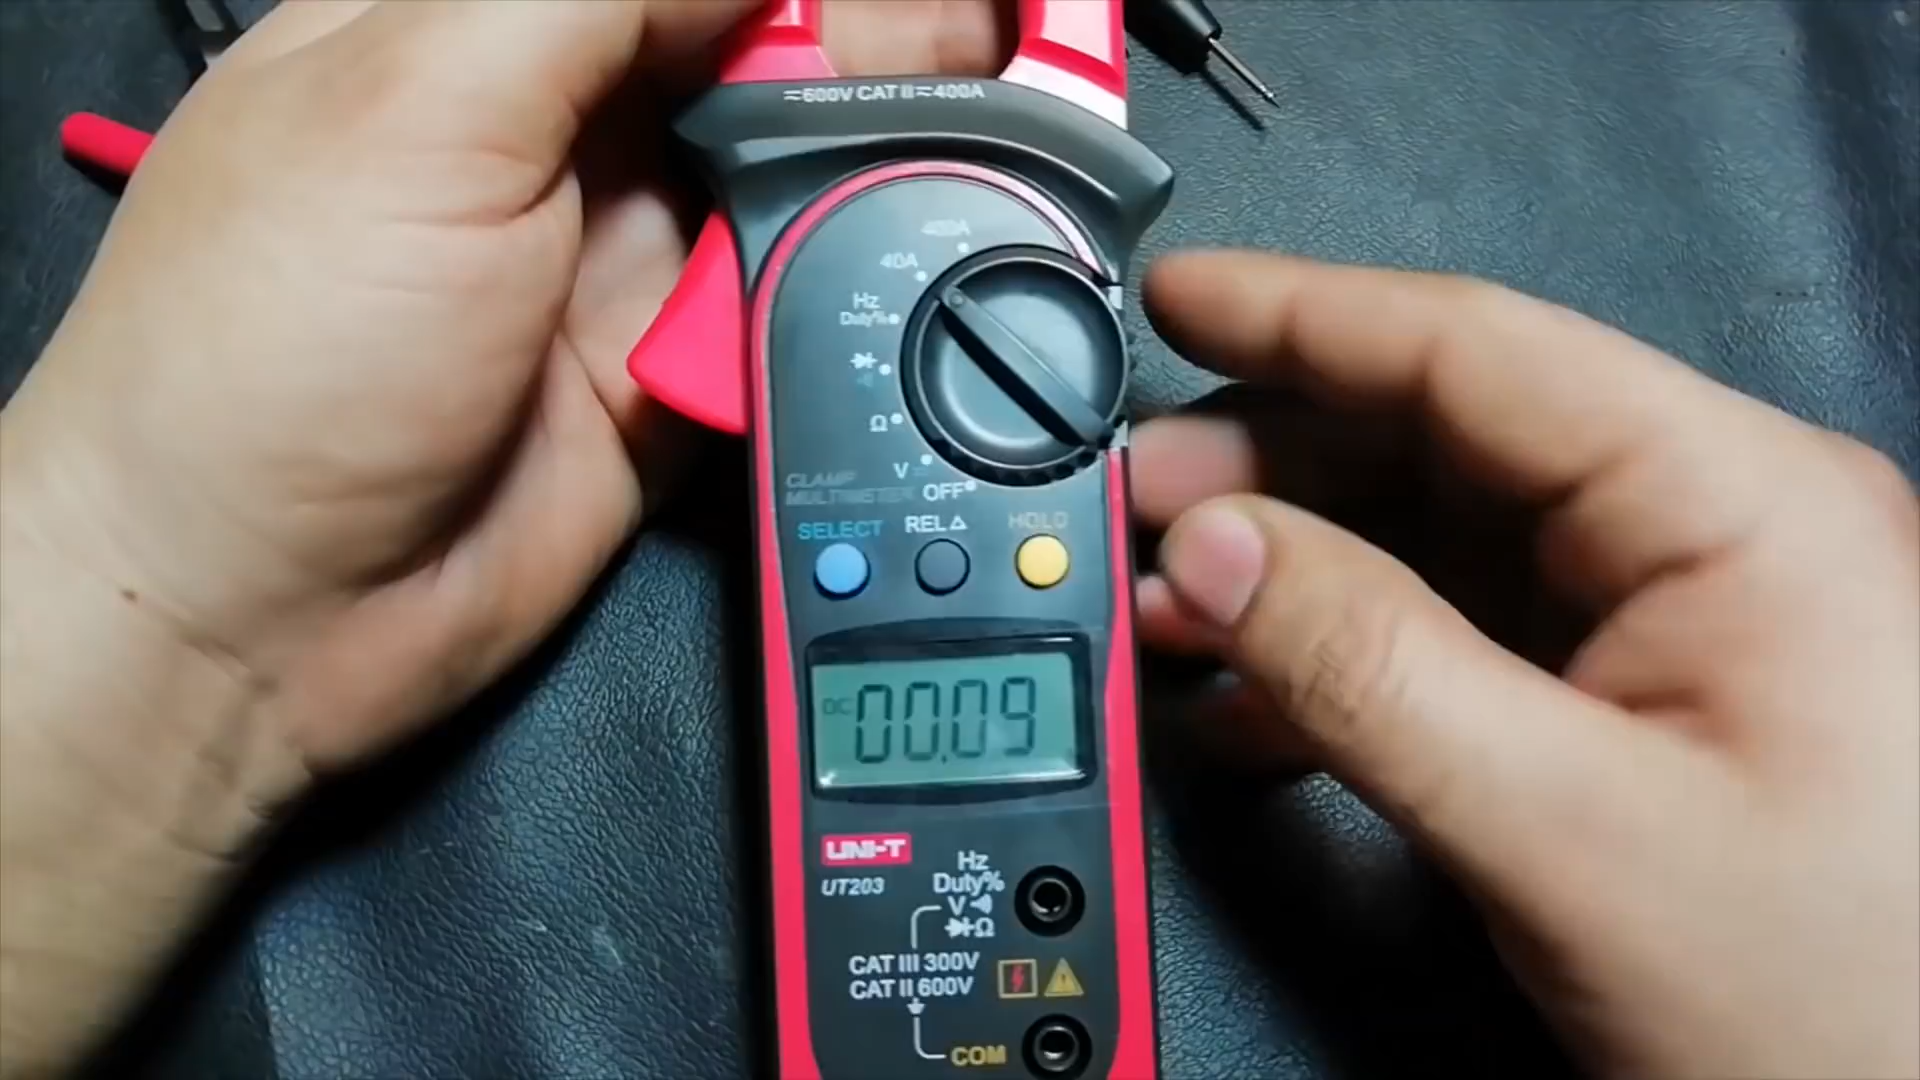 ≂600V CAT II ≂400A
400A
40A
Hz
Duty%
Ω
V
OFF
CLAMP
MULTIMETER
SELECT REL△ HOLD
DC 00.09
UNI-T
UT203
Hz
Duty%
V
Ω
CAT III 300V
CAT II 600V
COM